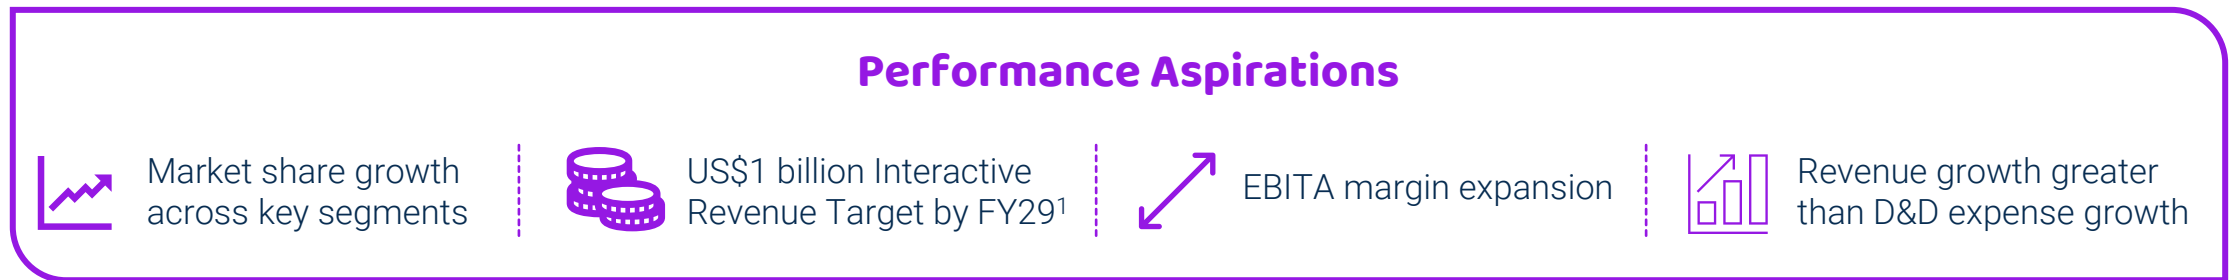 Performance Aspirations
Market share growth
across key segments
US$1 billion Interactive
Revenue Target by FY29¹
EBITA margin expansion
Revenue growth greater
than D&D expense growth